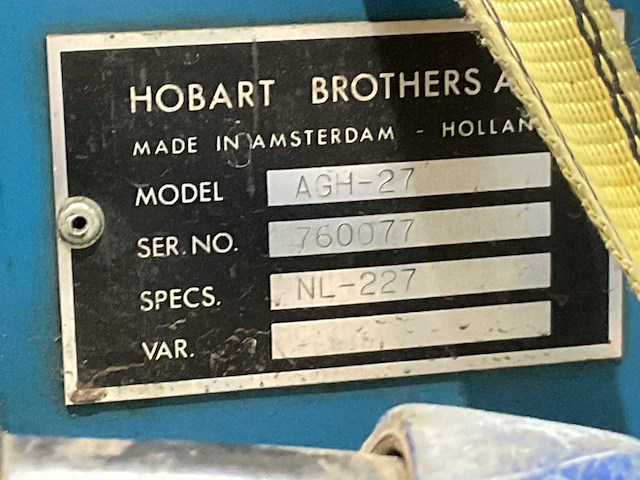 HOBART BROTHERS
MADE IN AMSTERDAM - HOLLAN
MODEL AGH-27
SER. NO. 760077
SPECS. NL-227
VAR. -